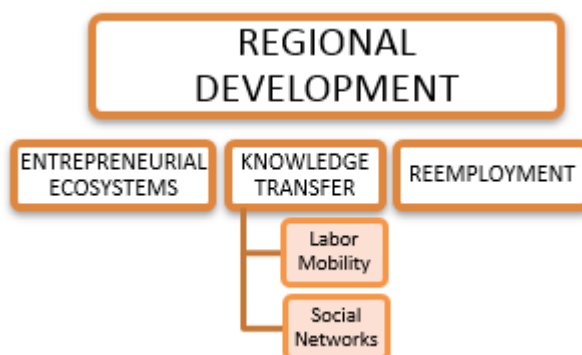 REGIONAL
DEVELOPMENT
ENTREPRENEURIAL
ECOSYSTEMS
KNOWLEDGE
TRANSFER
REEMPLOYMENT
Labor
Mobility
Social
Networks